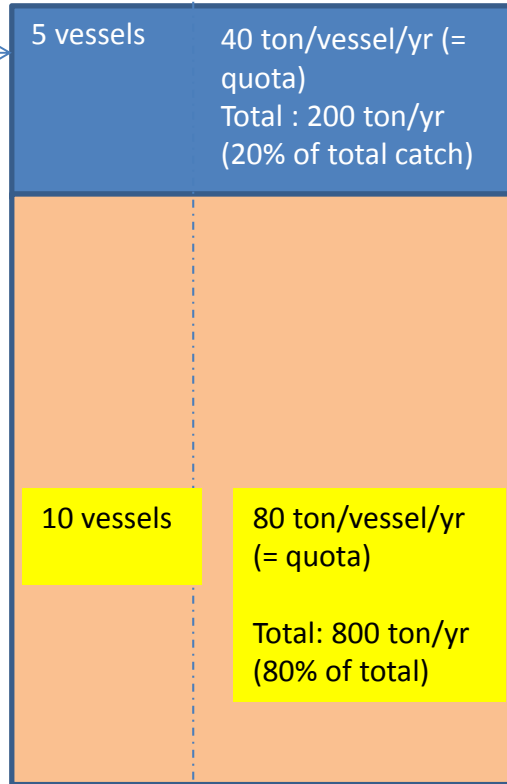 5 vessels
40 ton/vessel/yr (=
quota)
Total : 200 ton/yr
(20% of total catch)
10 vessels
80 ton/vessel/yr
(= quota)
Total: 800 ton/yr
(80% of total)